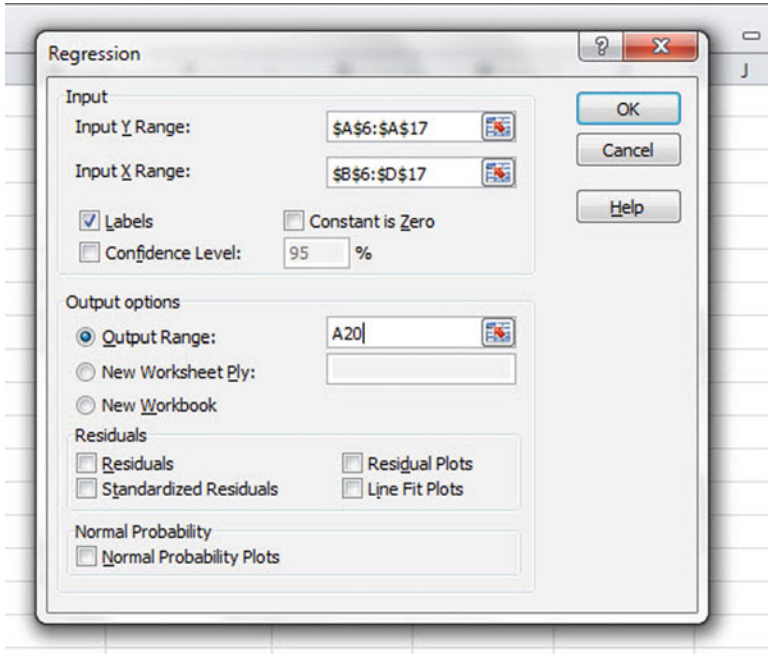 Regression
?
X
J
Input
Input Y Range:
$A$6:$A$17
Input X Range:
$B$6:$D$17
Labels
Constant is Zero
Confidence Level:
95 %
OK
Cancel
Help
Output options
Output Range:
A20
New Worksheet Ply:
New Workbook
Residuals
Residuals
Residual Plots
Standardized Residuals
Line Fit Plots
Normal Probability
Normal Probability Plots